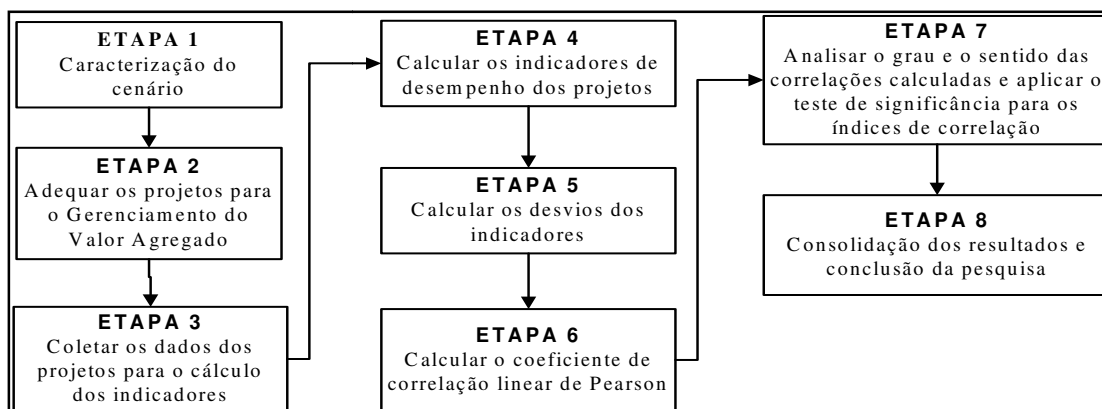 ETAPA 1
Caracterização do
cenário
ETAPA 2
Adequar os projetos para
o Gerenciamento do
Valor Agregado
ETAPA 3
Coletar os dados dos
projetos para o cálculo
dos indicadores
ETAPA 4
Calcular os indicadores de
desempenho dos projetos
ETAPA 5
Calcular os desvios dos
indicadores
ETAPA 6
Calcular o coeficiente de
correlação linear de Pearson
ETAPA 7
Analisar o grau e o sentido das
correlações calculadas e aplicar o
teste de significância para os
índices de correlação
ETAPA 8
Consolidação dos resultados e
conclusão da pesquisa